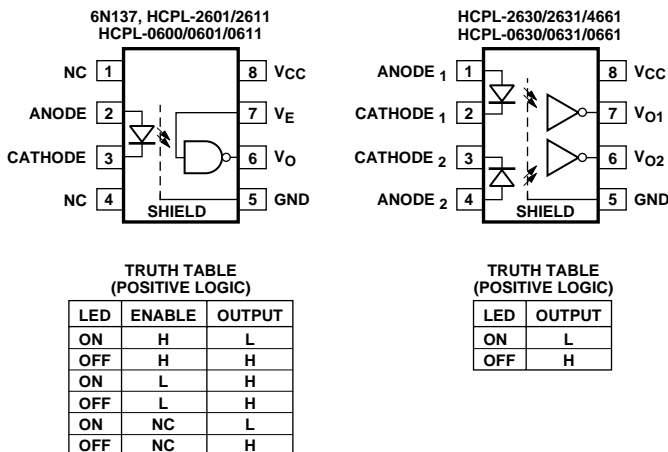 6N137, HCPL-2601/2611
HCPL-0600/0601/0611
NC 1
ANODE 2
CATHODE 3
NC 4
8 VCC
7 VE
6 VO
5 GND
SHIELD
TRUTH TABLE
(POSITIVE LOGIC)
LED ENABLE OUTPUT
ON H L
OFF H H
ON L H
OFF L H
ON NC L
OFF NC H
HCPL-2630/2631/4661
HCPL-0630/0631/0661
ANODE 1 1
CATHODE 1 2
CATHODE 2 3
ANODE 2 4
8 VCC
7 VO1
6 VO2
5 GND
SHIELD
TRUTH TABLE
(POSITIVE LOGIC)
LED OUTPUT
ON L
OFF H